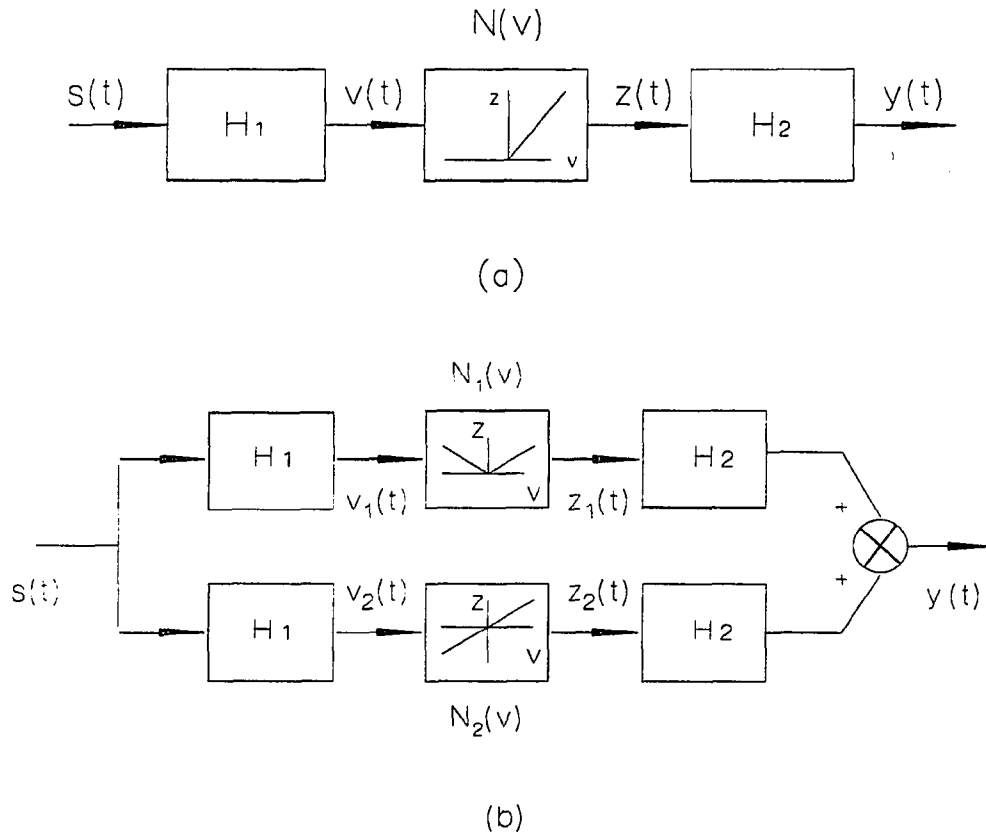 N(v)
s(t) H1 v(t) z v z(t) H2 y(t)
(a)
N₁(v)
H1 v₁(t) Z V z₁(t) H2 +
s(t) y(t)
H1 v₂(t) Z V z₂(t) H2 +
N₂(v)
(b)